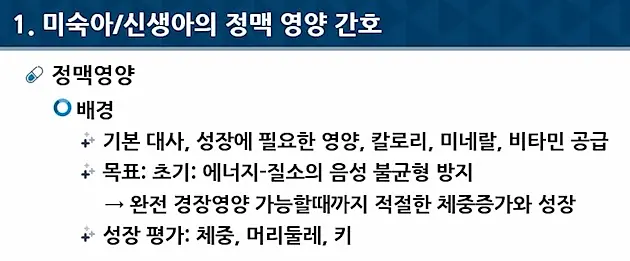 1. 미숙아/신생아의 정맥 영양 간호
정맥영양
배경
기본 대사, 성장에 필요한 영양, 칼로리, 미네랄, 비타민 공급
목표: 초기: 에너지-질소의 음성 불균형 방지
→ 완전 경장영양 가능할때까지 적절한 체중증가와 성장
성장 평가: 체중, 머리둘레, 키